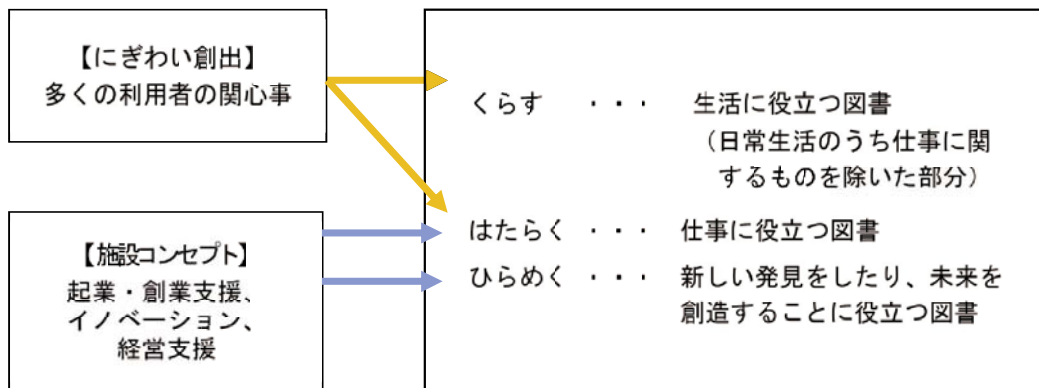 【にぎわい創出】
多くの利用者の関心事
【施設コンセプト】
起業・創業支援、
イノベーション、
経営支援
くらす ・・・ 生活に役立つ図書
（日常生活のうち仕事に関
するものを除いた部分）
はたらく ・・・ 仕事に役立つ図書
ひらめく ・・・ 新しい発見をしたり、未来を
創造することに役立つ図書